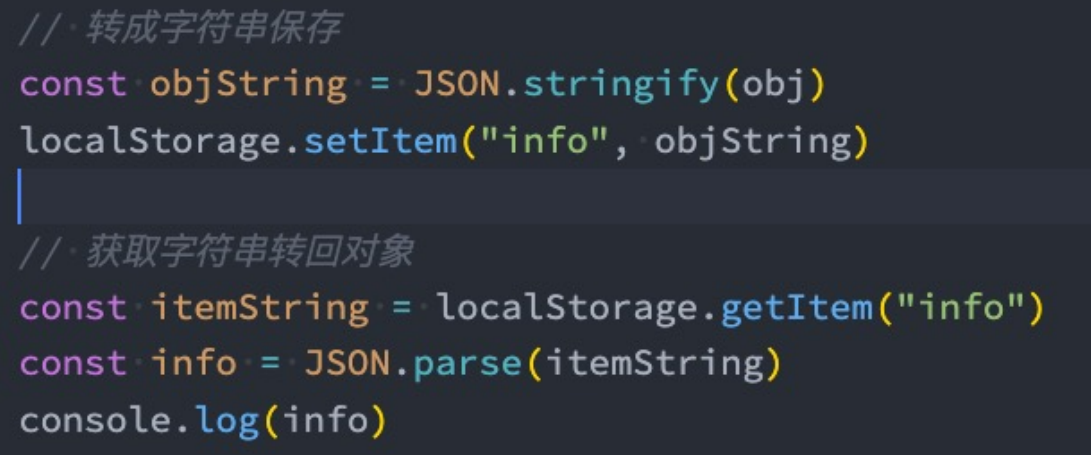 // 转成字符串保存
const objString = JSON.stringify(obj)
localStorage.setItem("info", objString)
// 获取字符串转回对象
const itemString = localStorage.getItem("info")
const info = JSON.parse(itemString)
console.log(info)